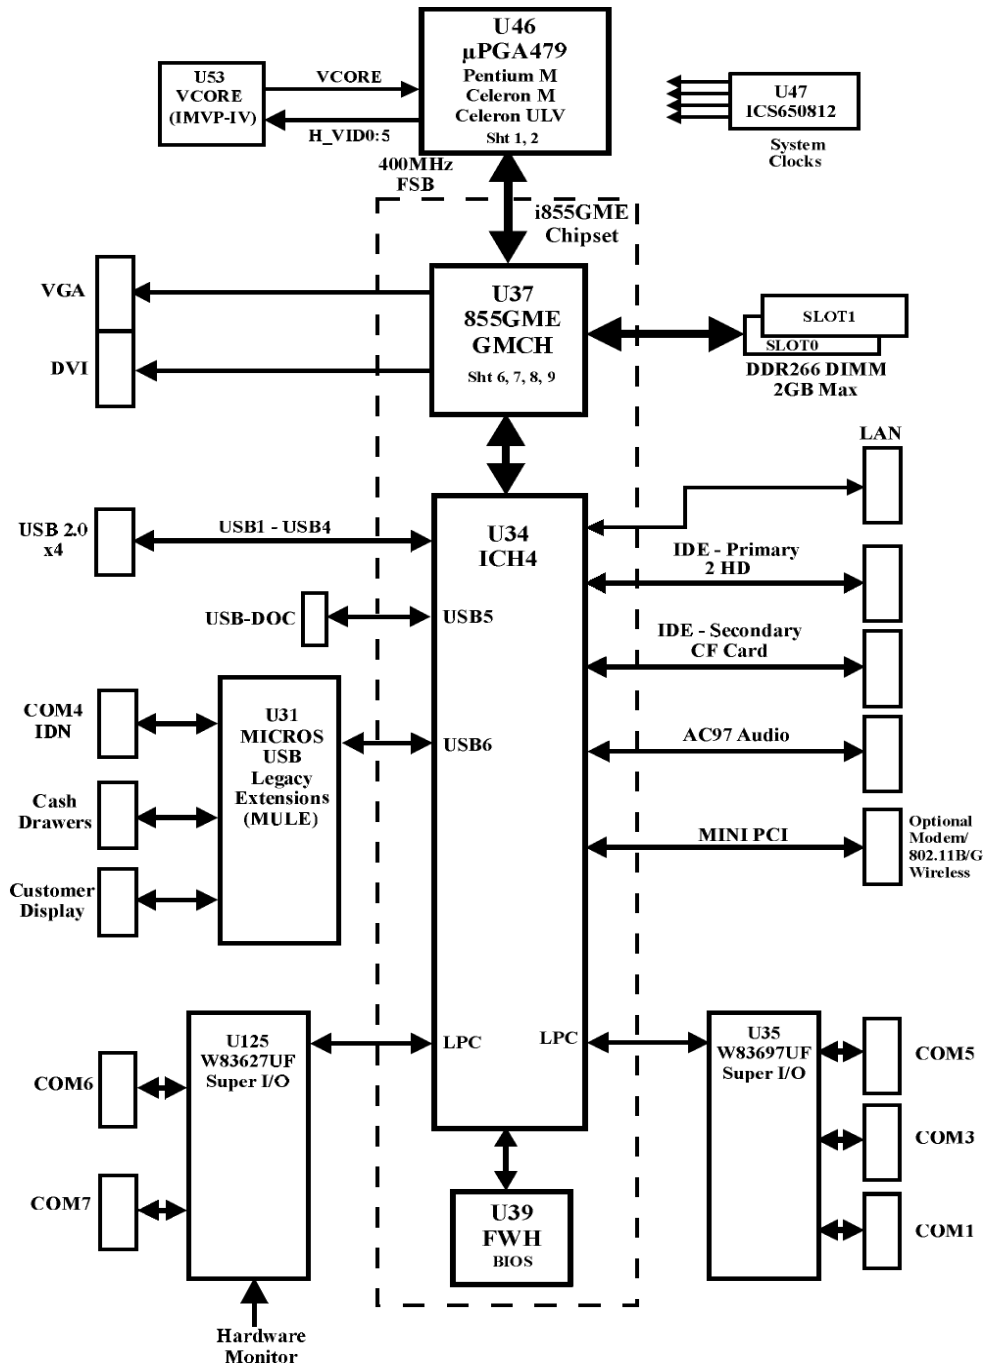 U46
µPGA479
Pentium M
Celeron M
Celeron ULV
Sht 1, 2
U53
VCORE
(IMVP-IV)
VCORE
H_VID0:5
U47
ICS650812
System
Clocks
400MHz
FSB
i855GME
Chipset
VGA
DVI
U37
855GME
GMCH
Sht 6, 7, 8, 9
SLOT1
SLOT0
DDR266 DIMM
2GB Max
LAN
USB 2.0
x4
USB1 - USB4
U34
ICH4
IDE - Primary
2 HD
USB-DOC
USB5
IDE - Secondary
CF Card
COM4
IDN
U31
MICROS
USB
Legacy
Extensions
(MULE)
USB6
AC97 Audio
Cash
Drawers
MINI PCI
Optional
Modem/
802.11B/G
Wireless
Customer
Display
U125
W83627UF
Super I/O
LPC
LPC
U35
W83697UF
Super I/O
COM5
COM6
COM3
COM7
COM1
U39
FWH
BIOS
Hardware
Monitor